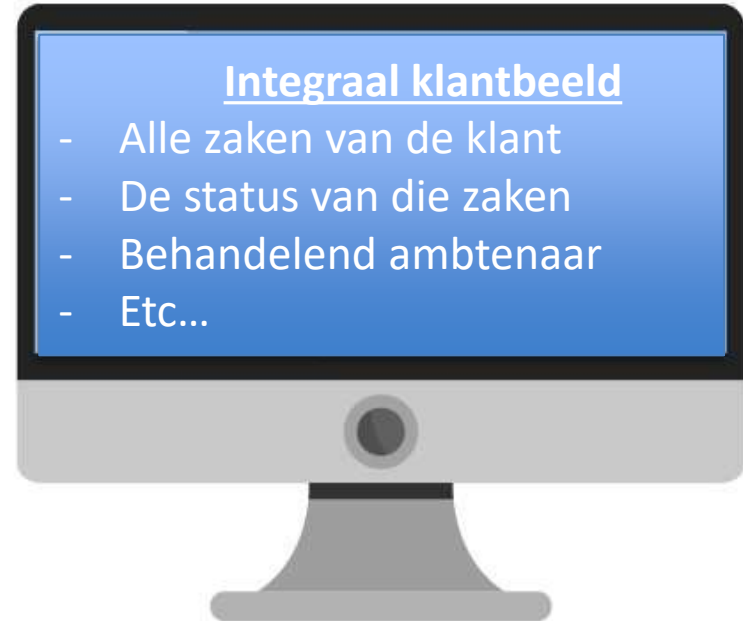 Integraal klantbeeld
- Alle zaken van de klant
- De status van die zaken
- Behandelend ambtenaar
- Etc…